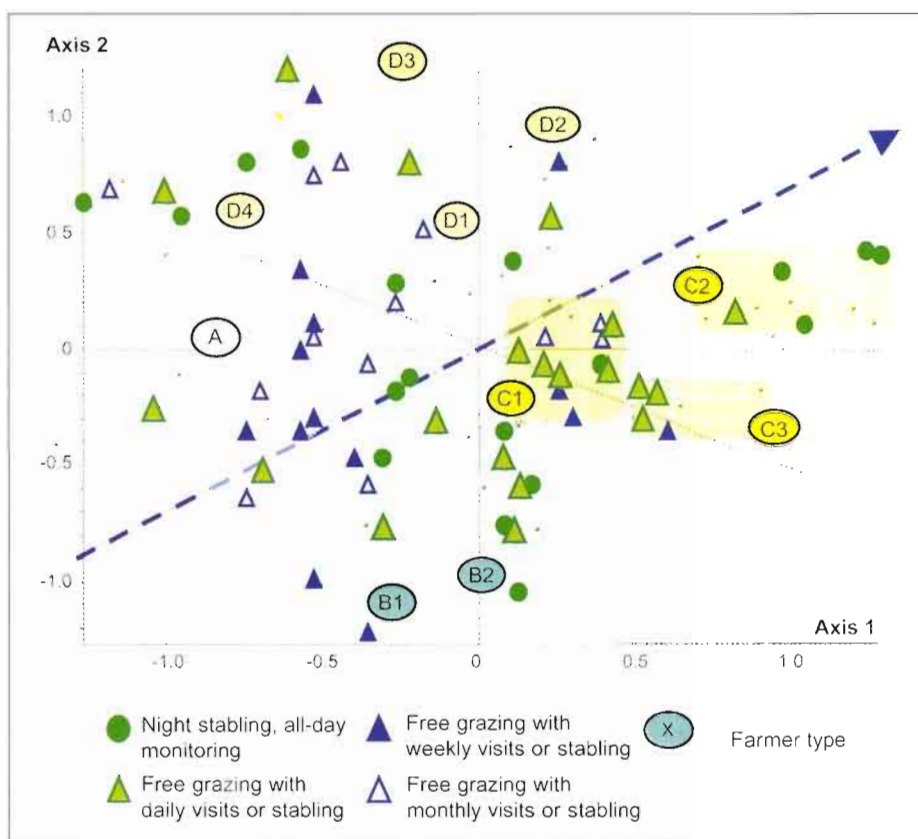 Axis 2
D3
1.0
D2
D4
D1
0 5
C2
A
0
C1
-0.5
C3
-1.0
B2
B1
Axis 1
-1.0
-0.5
0
0.5
1 0
Night stabling, all-day
monitoring
Free grazing with
weekly visits or stabling
X
Farmer type
Free grazing with
daily visits or stabling
Free grazing with
monthly visits or stabling